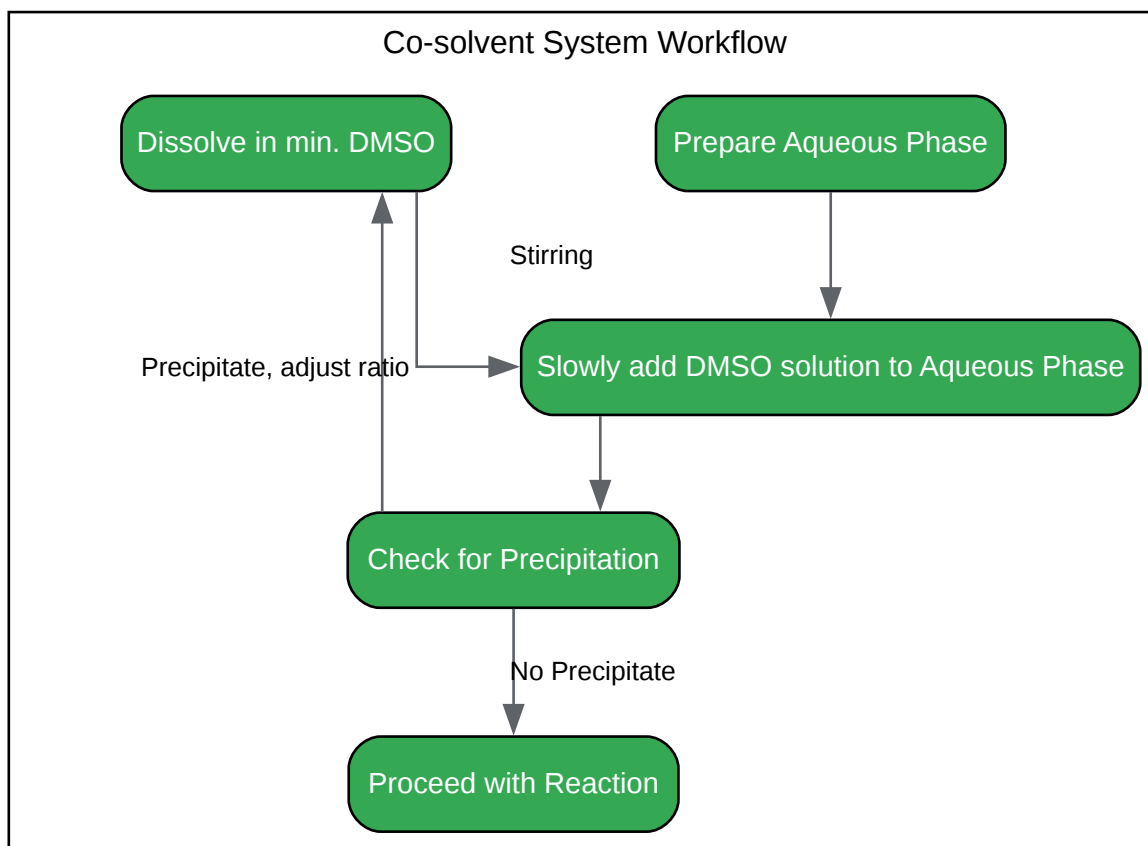 Co-solvent System Workflow
Dissolve in min. DMSO
Prepare Aqueous Phase
Stirring
Precipitate, adjust ratio
Slowly add DMSO solution to Aqueous Phase
Check for Precipitation
No Precipitate
Proceed with Reaction